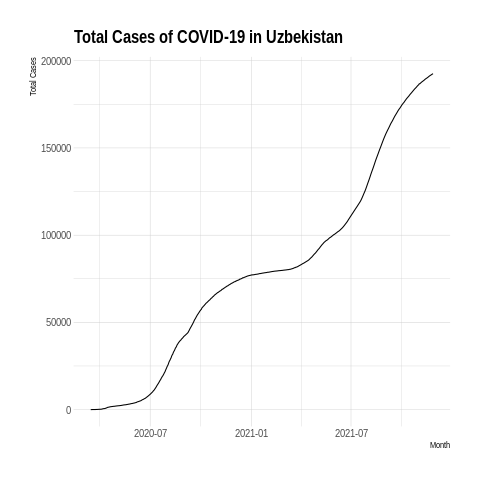 Total Cases of COVID-19 in Uzbekistan
Total Cases
200000
150000
100000
50000
0
2020-07 2021-01 2021-07
Month